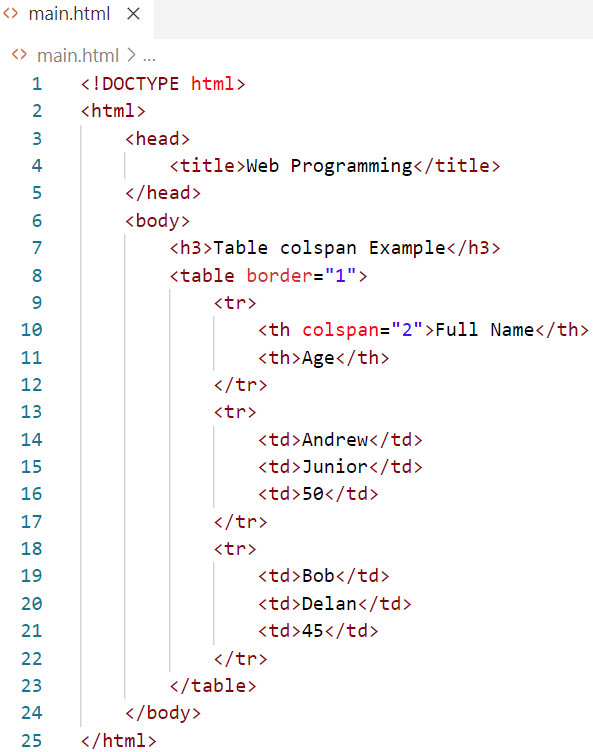 main.html
main.html > ...
1 <!DOCTYPE html>
2 <html>
3 <head>
4 <title>Web Programming</title>
5 </head>
6 <body>
7 <h3>Table colspan Example</h3>
8 <table border="1">
9 <tr>
10 <th colspan="2">Full Name</th>
11 <th>Age</th>
12 </tr>
13 <tr>
14 <td>Andrew</td>
15 <td>Junior</td>
16 <td>50</td>
17 </tr>
18 <tr>
19 <td>Bob</td>
20 <td>Delan</td>
21 <td>45</td>
22 </tr>
23 </table>
24 </body>
25 </html>